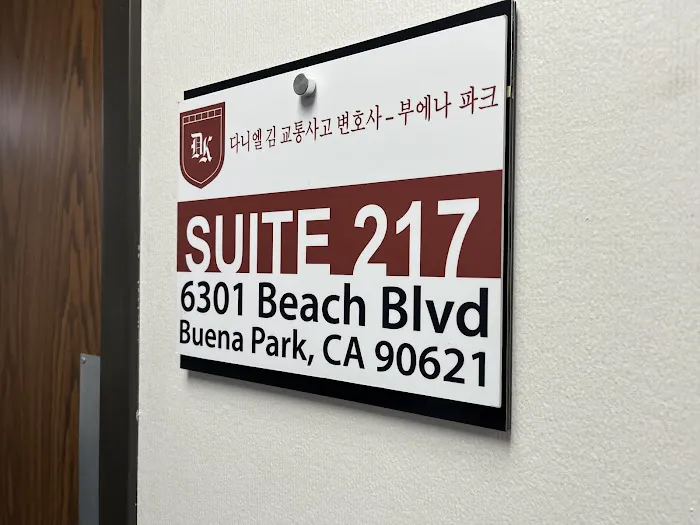 DK
다니엘 김 교통사고 변호사 - 부에나 파크
SUITE 217
6301 Beach Blvd
Buena Park, CA 90621